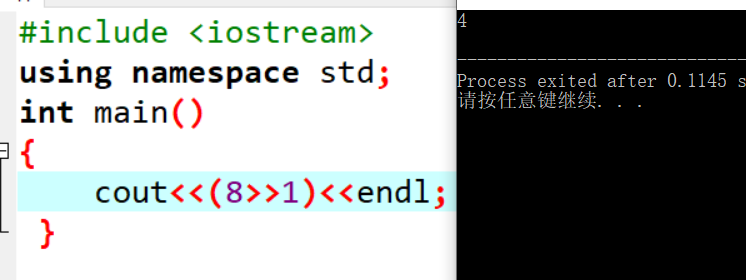 #include <iostream>
using namespace std;
int main()
{
    cout<<(8>>1)<<endl;
}
4
--------------------------------
Process exited after 0.1145 s
请按任意键继续. . .